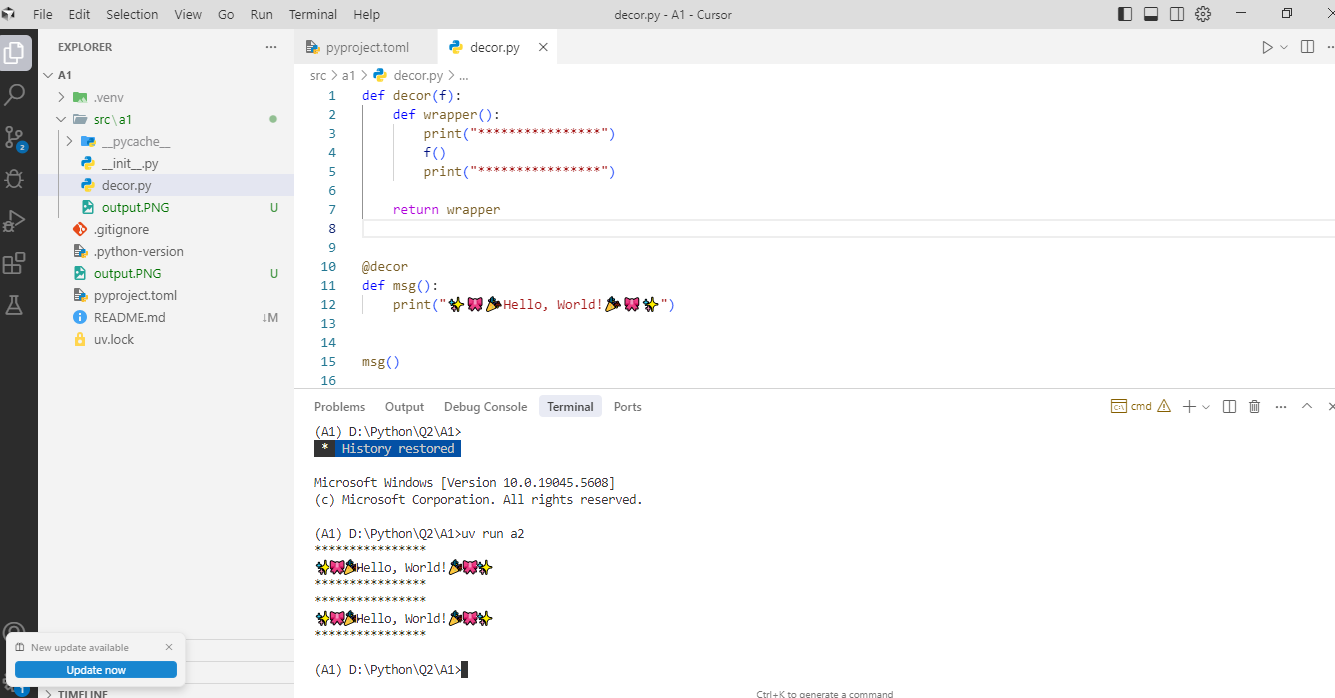 File Edit Selection View Go Run Terminal Help
decor.py - A1 - Cursor
EXPLORER
A1
.venv
src\a1
__pycache__
__init__.py
decor.py
output.PNG U
.gitignore
.python-version
output.PNG U
pyproject.toml
README.md ↓M
uv.lock
2
pyproject.toml decor.py
src > a1 > decor.py > ...
1 def decor(f):
2 def wrapper():
3 print("****************")
4 f()
5 print("****************")
6
7 return wrapper
8
9
10 @decor
11 def msg():
12 print("✨🎀🎉Hello, World!🎉🎀✨")
13
14
15 msg()
16
Problems Output Debug Console Terminal Ports
cmd
(A1) D:\Python\Q2\A1>
* History restored
Microsoft Windows [Version 10.0.19045.5608]
(c) Microsoft Corporation. All rights reserved.
(A1) D:\Python\Q2\A1>uv run a2
****************
✨🎀🎉Hello, World!🎉🎀✨
****************
****************
✨🎀🎉Hello, World!🎉🎀✨
****************
(A1) D:\Python\Q2\A1>
New update available
Update now
1
TIMELINE
Ctrl+K to generate a command